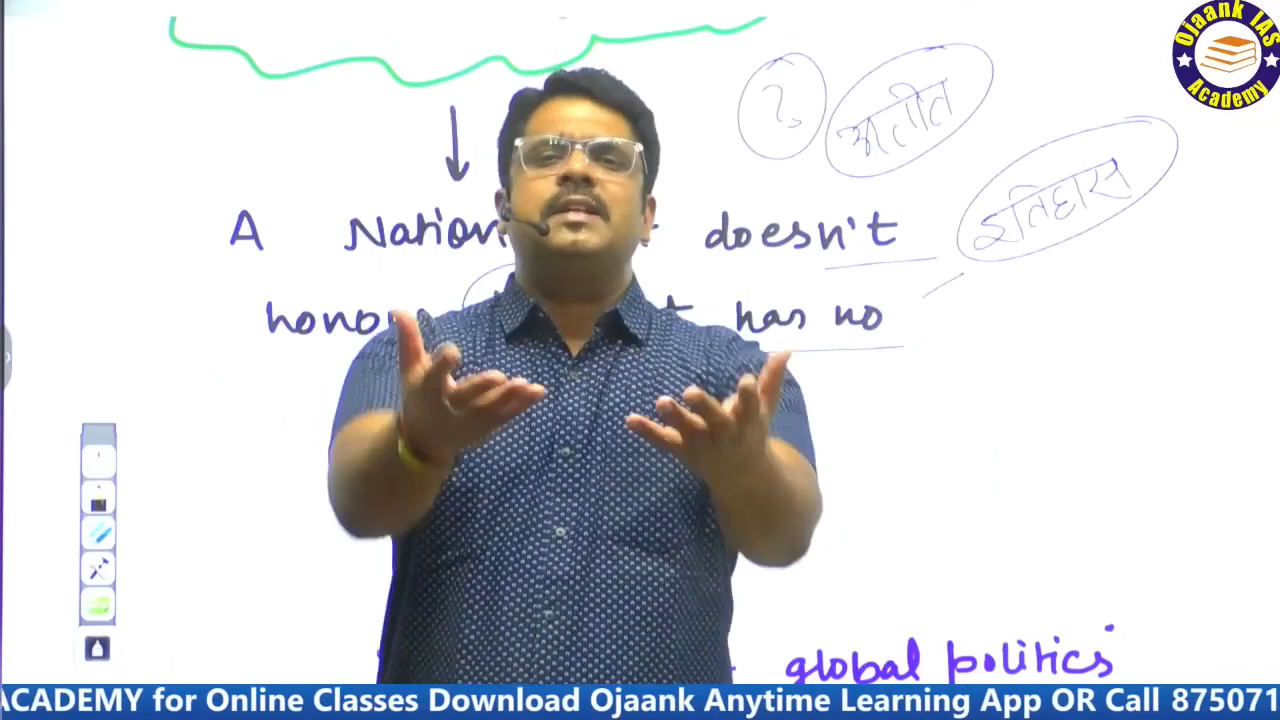 Ojaank IAS
Academy
?
अतीत
इतिहास
A Nation doesn't
has no
global politics
ACADEMY for Online Classes Download Ojaank Anytime Learning App OR Call 875071